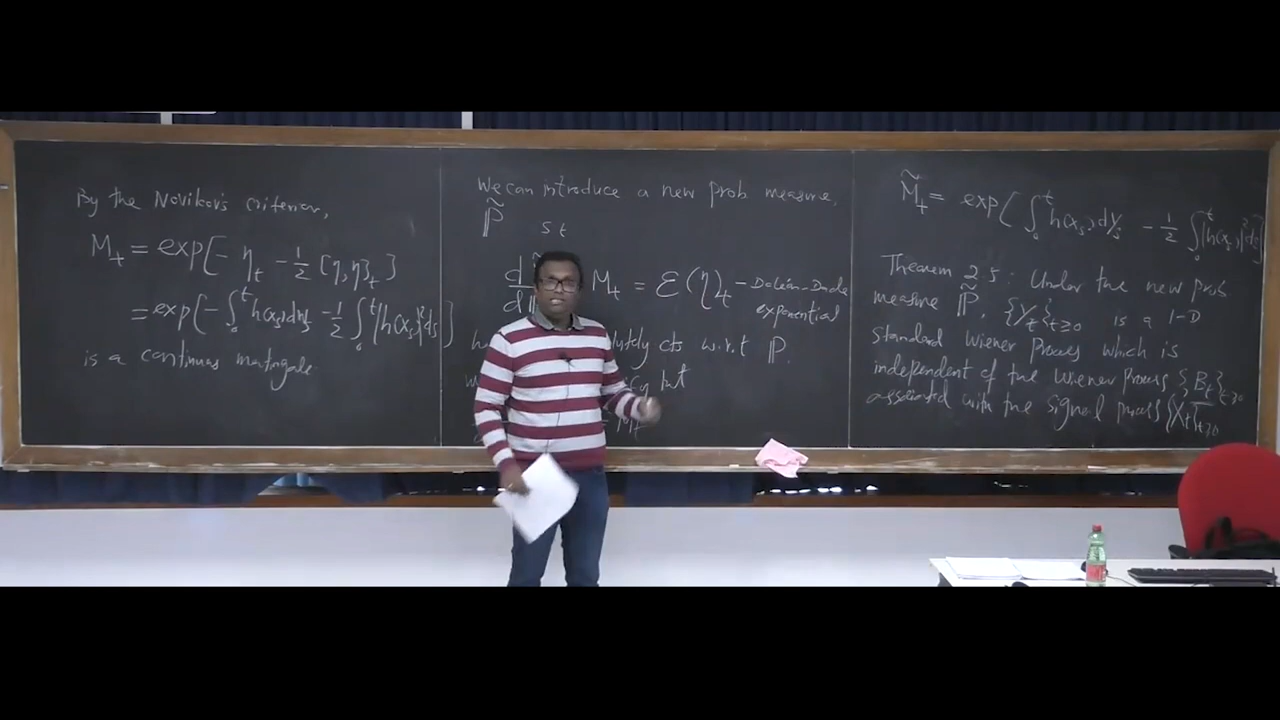 By the Novikov's criterion,
M_t = exp[- η_t - 1/2 [η, η]_t]
= exp[- ∫_0^t h(X_s) dη_s - 1/2 ∫_0^t |h(X_s)|² ds]
is a continuous martingale
We can introduce a new prob measure,
P̃ s t
M_t = Ɛ(η)_t - Doléan-Dade
exponential
cts w.r.t P.
but
M̃_t = exp( ∫_0^t h(X_s) dY_s - 1/2 ∫_0^t |h(X_s)|² ds)
Theorem 2.5: Under the new prob
measure P̃, {Y_t}_{t≥0} is a 1-D
standard Wiener Process which is
independent of the Wiener Process {B_t}_{t≥0}
associated with the signal process {X_t}_{t≥0}